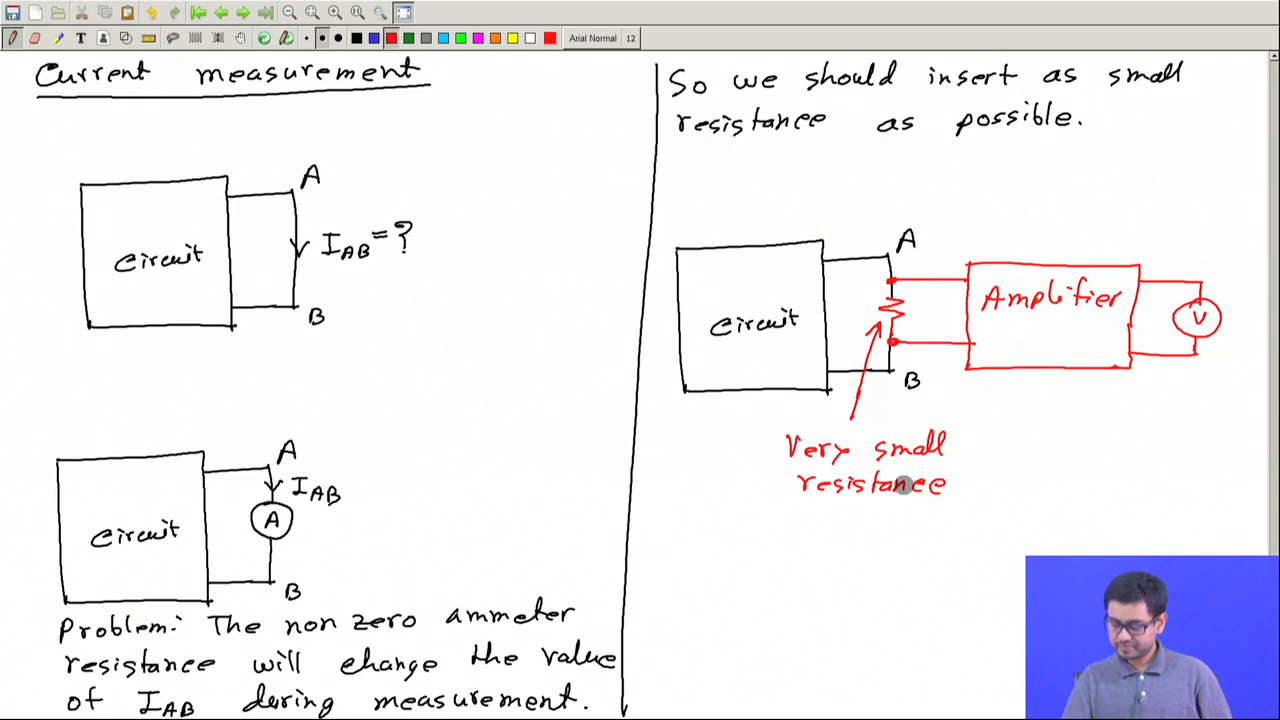 Arial Normal 12
Current measurement
A
Circuit
I_AB = ?
B
A
I_AB
Circuit
A
B
Problem: The non zero ammeter
resistance will change the value
of I_AB during measurement.
So we should insert as small
resistance as possible.
A
Circuit
Amplifier
V
B
Very small
resistance